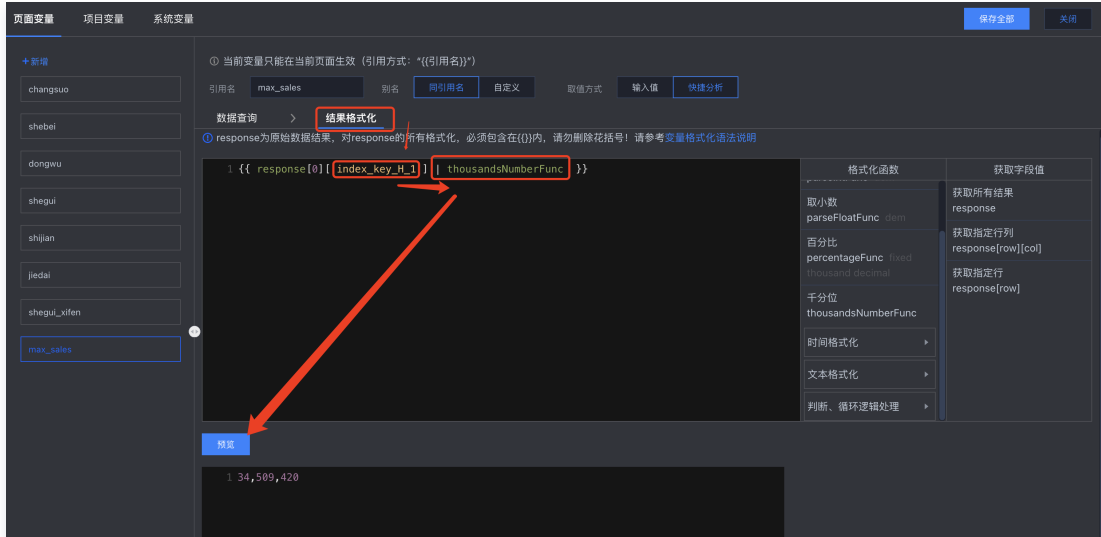 页面变量 项目变量 系统变量 保存全部 关闭
+新增
changsuo
shebei
dongwu
shegui
shijian
jiedai
shegui_xifen
max_sales
当前变量只能在当前页面生效（引用方式："{{引用名}}"）
引用名 max_sales 别名 同引用名 自定义 取值方式 输入值 快捷分析
数据查询 > 结果格式化
response为原始数据结果，对response的所有格式化，必须包含在{{}}内，请勿删除花括号！请参考变量格式化语法说明
1 {{ response[0][ index_key_H_1 ] | thousandsNumberFunc }}
格式化函数
取小数
parseFloatFunc dem
百分比
percentageFunc fixed
thousand decimal
千分位
thousandsNumberFunc
时间格式化
文本格式化
判断、循环逻辑处理
获取字段值
获取所有结果
response
获取指定行列
response[row][col]
获取指定行
response[row]
预览
1 34,509,420